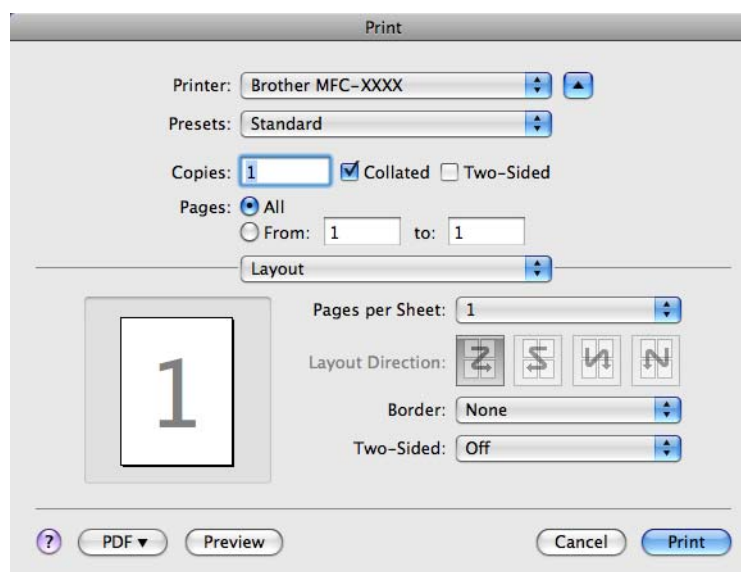 Print
Printer: Brother MFC-XXXX
Presets: Standard
Copies: 1 Collated Two-Sided
Pages: All
From: 1 to: 1
Layout
Pages per Sheet: 1
Layout Direction:
Border: None
Two-Sided: Off
1
? PDF ▼ Preview Cancel Print